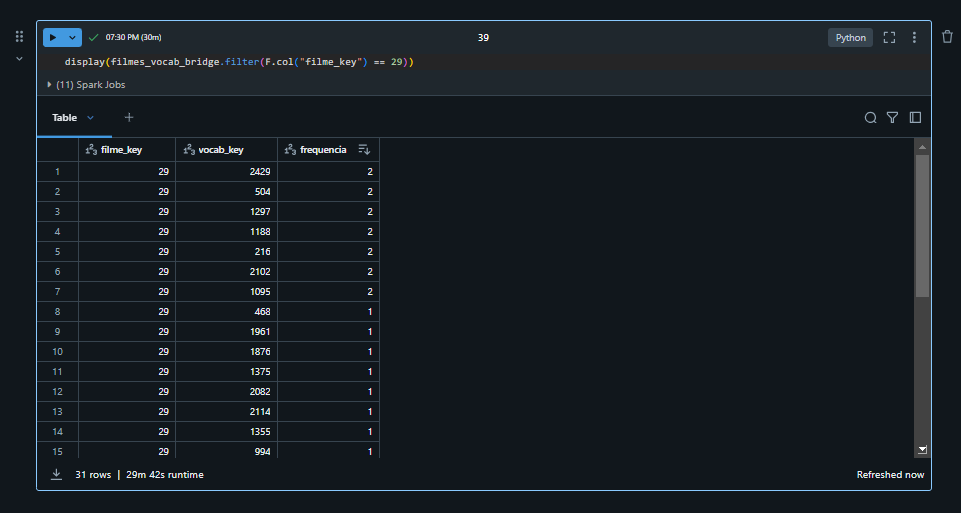 07:30 PM (30m)
39
Python
display(filmes_vocab_bridge.filter(F.col("filme_key") == 29))
(11) Spark Jobs
Table
filme_key vocab_key frequencia
1 29 2429 2
2 29 504 2
3 29 1297 2
4 29 1188 2
5 29 216 2
6 29 2102 2
7 29 1095 2
8 29 468 1
9 29 1961 1
10 29 1876 1
11 29 1375 1
12 29 2082 1
13 29 2114 1
14 29 1355 1
15 29 994 1
31 rows | 29m 42s runtime
Refreshed now